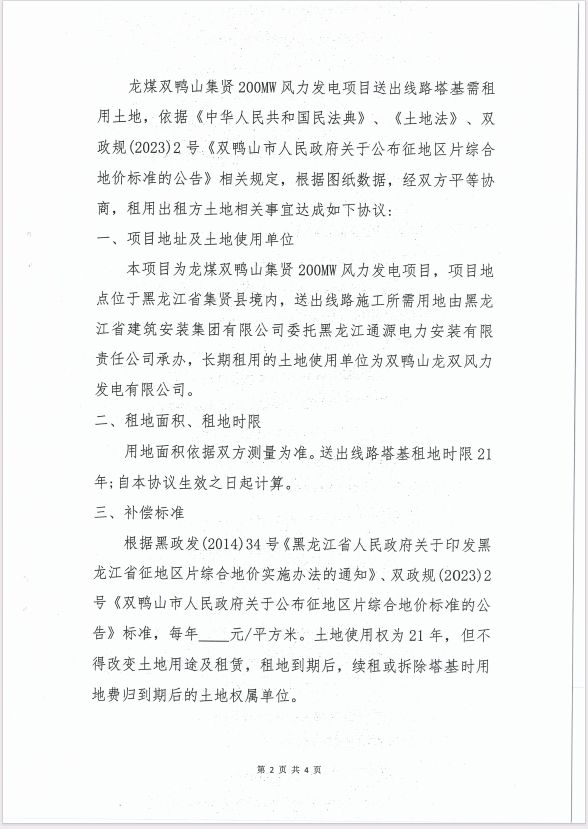 龙煤双鸭山集贤200MW风力发电项目送出线路塔基需租
用土地，依据《中华人民共和国民法典》、《土地法》、双
政规(2023)2号《双鸭山市人民政府关于公布征地区片综合
地价标准的公告》相关规定，根据图纸数据，经双方平等协
商，租用出租方土地相关事宜达成如下协议:
一、项目地址及土地使用单位
本项目为龙煤双鸭山集贤200MW风力发电项目，项目地
点位于黑龙江省集贤县境内，送出线路施工所需用地由黑龙
江省建筑安装集团有限公司委托黑龙江通源电力安装有限
责任公司承办，长期租用的土地使用单位为双鸭山龙双风力
发电有限公司。
二、租地面积、租地时限
用地面积依据双方测量为准。送出线路塔基租地时限21
年;自本协议生效之日起计算。
三、补偿标准
根据黑政发(2014)34号《黑龙江省人民政府关于印发黑
龙江省征地区片综合地价实施办法的通知》、双政规(2023)2
号《双鸭山市人民政府关于公布征地区片综合地价标准的公
告》标准，每年____元/平方米。土地使用权为21年，但不
得改变土地用途及租赁，租地到期后，续租或拆除塔基时用
地费归到期后的土地权属单位。
第 2 页 共 4 页